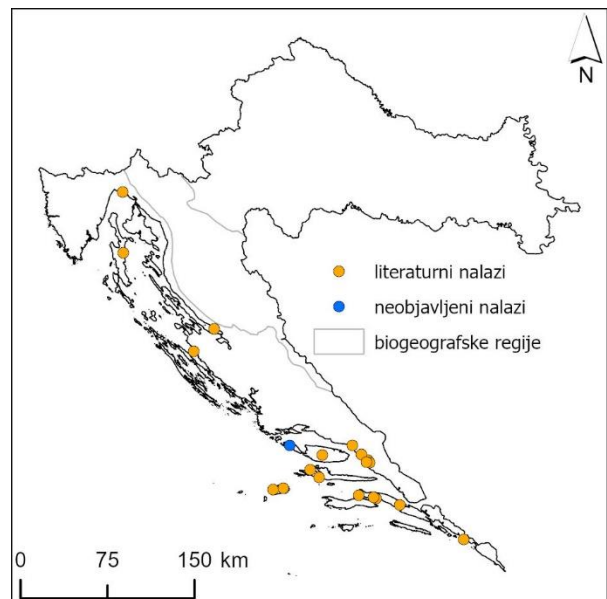 N
literaturni nalazi
neobjavljeni nalazi
biogeografske regije
0 75 150 km